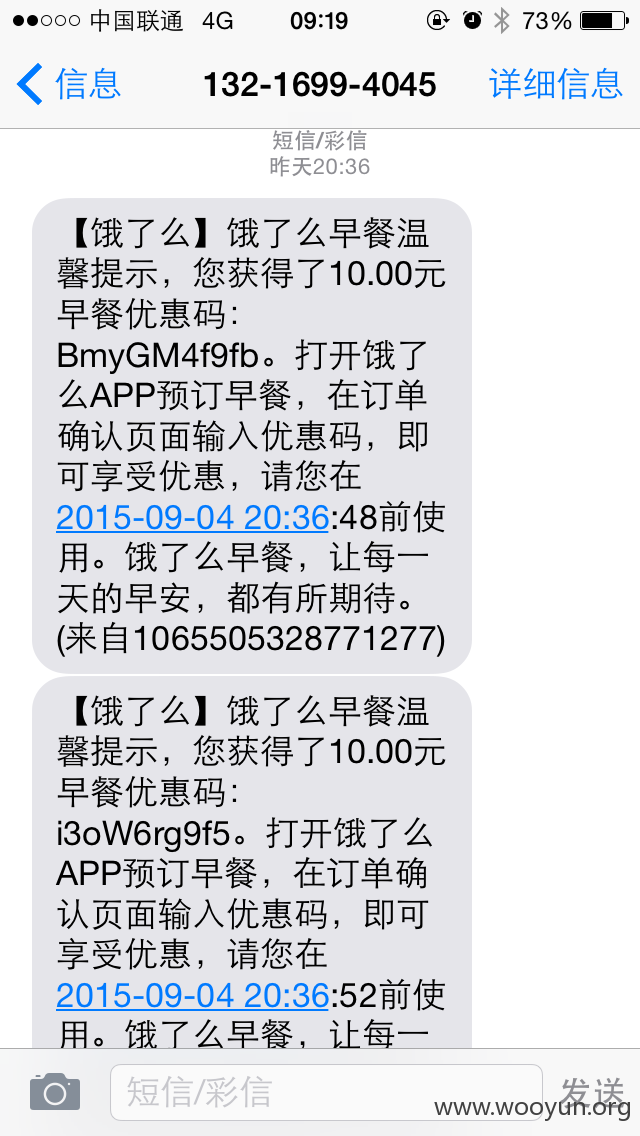 中国联通 4G 09:19 73%
信息 132-1699-4045 详细信息
短信/彩信
昨天20:36
【饿了么】饿了么早餐温
馨提示，您获得了10.00元
早餐优惠码：
BmyGM4f9fb。打开饿了
么APP预订早餐，在订单
确认页面输入优惠码，即
可享受优惠，请您在
2015-09-04 20:36:48前使
用。饿了么早餐，让每一
天的早安，都有所期待。
(来自1065505328771277)
【饿了么】饿了么早餐温
馨提示，您获得了10.00元
早餐优惠码：
i3oW6rg9f5。打开饿了么
APP预订早餐，在订单确
认页面输入优惠码，即可
享受优惠，请您在
2015-09-04 20:36:52前使
用。饿了么早餐，让每一
短信/彩信 发送
www.wooyun.org